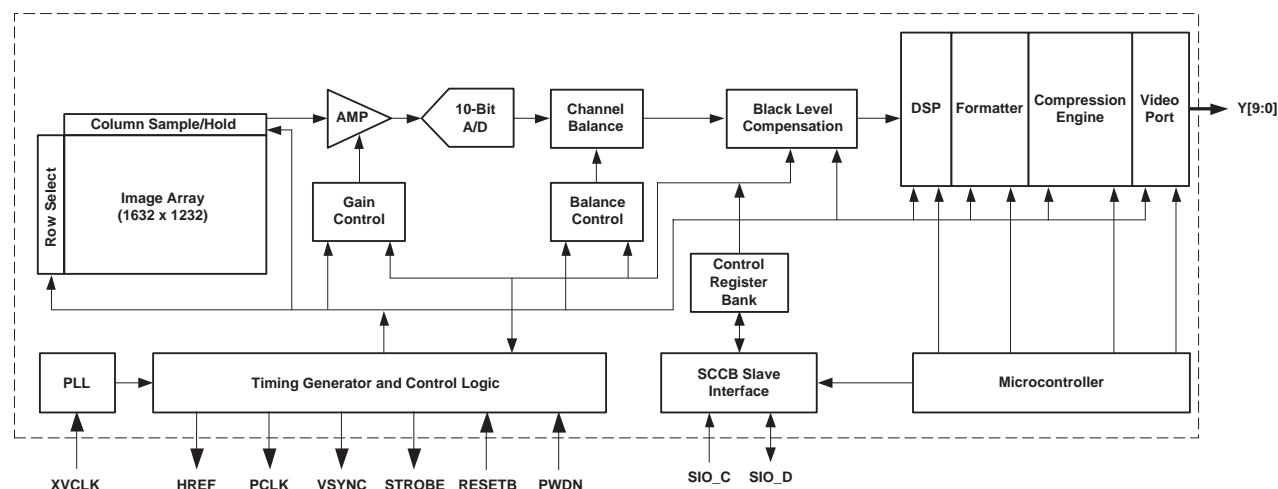 Column Sample/Hold
Row Select
Image Array
(1632 x 1232)
AMP
10-Bit
A/D
Channel
Balance
Black Level
Compensation
DSP
Formatter
Compression
Engine
Video
Port
Y[9:0]
Gain
Control
Balance
Control
Control
Register
Bank
PLL
Timing Generator and Control Logic
SCCB Slave
Interface
Microcontroller
XVCLK
HREF
PCLK
VSYNC
STROBE
RESETB
PWDN
SIO_C
SIO_D